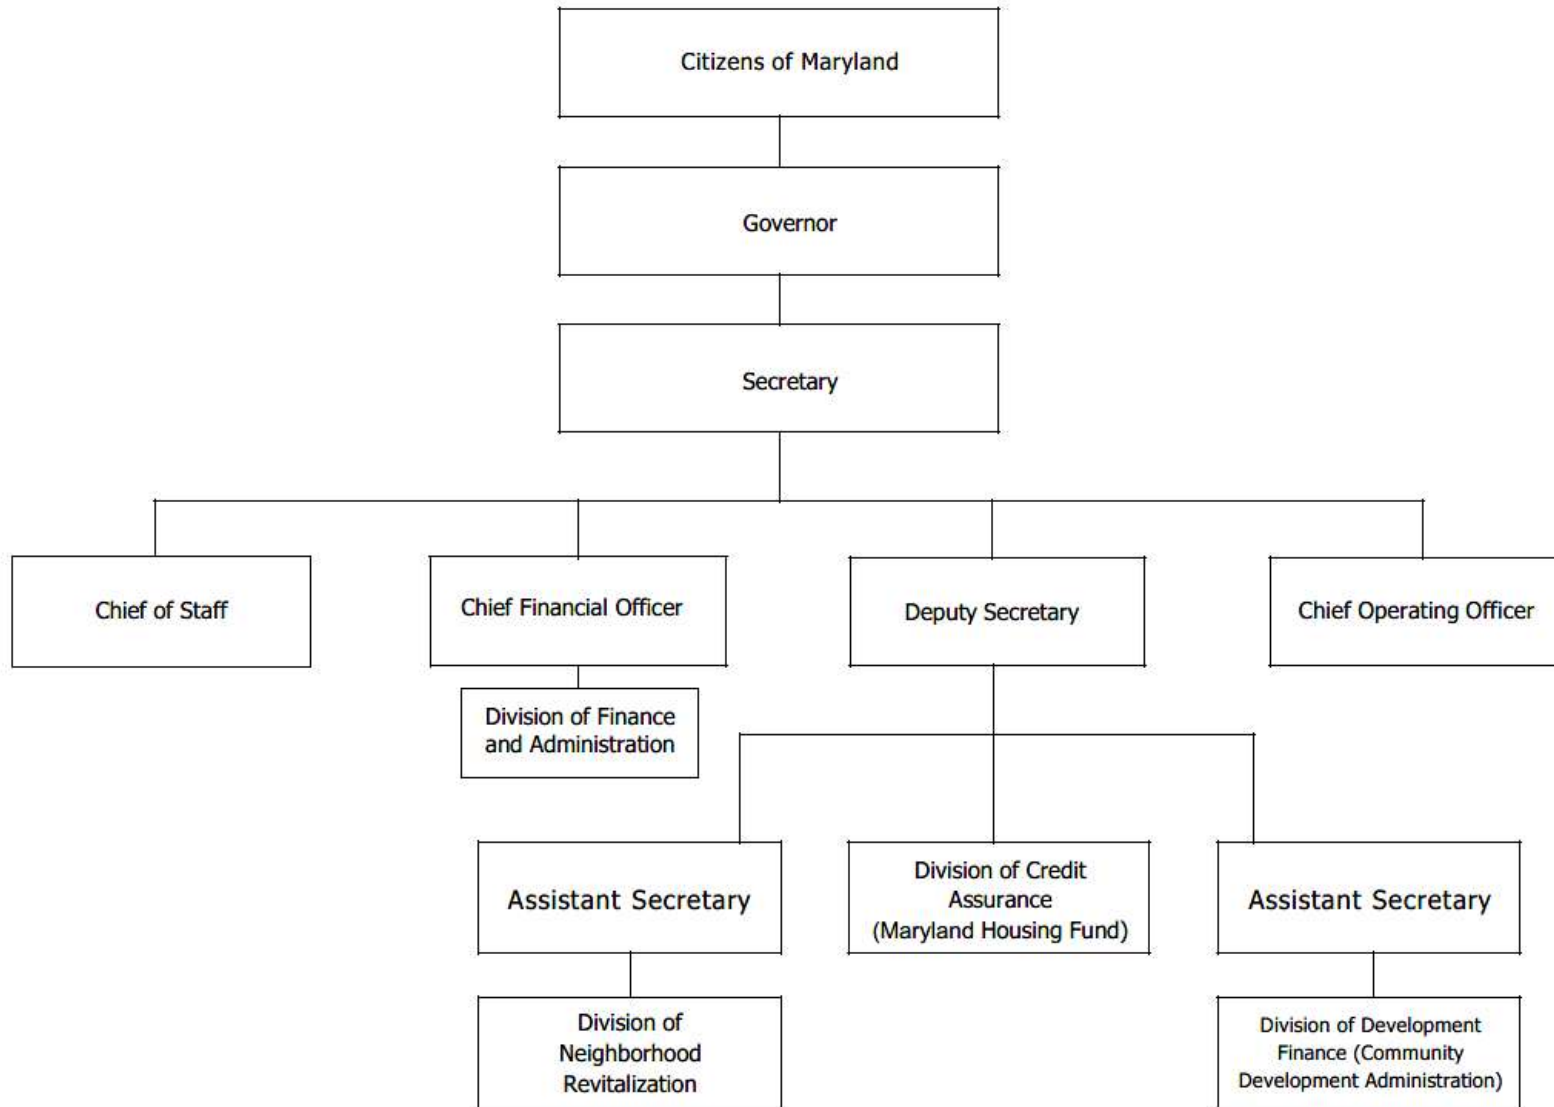 Citizens of Maryland
Governor
Secretary
Chief of Staff
Chief Financial Officer
Deputy Secretary
Chief Operating Officer
Division of Finance
and Administration
Assistant Secretary
Division of Credit
Assurance
(Maryland Housing Fund)
Assistant Secretary
Division of
Neighborhood
Revitalization
Division of Development
Finance (Community
Development Administration)